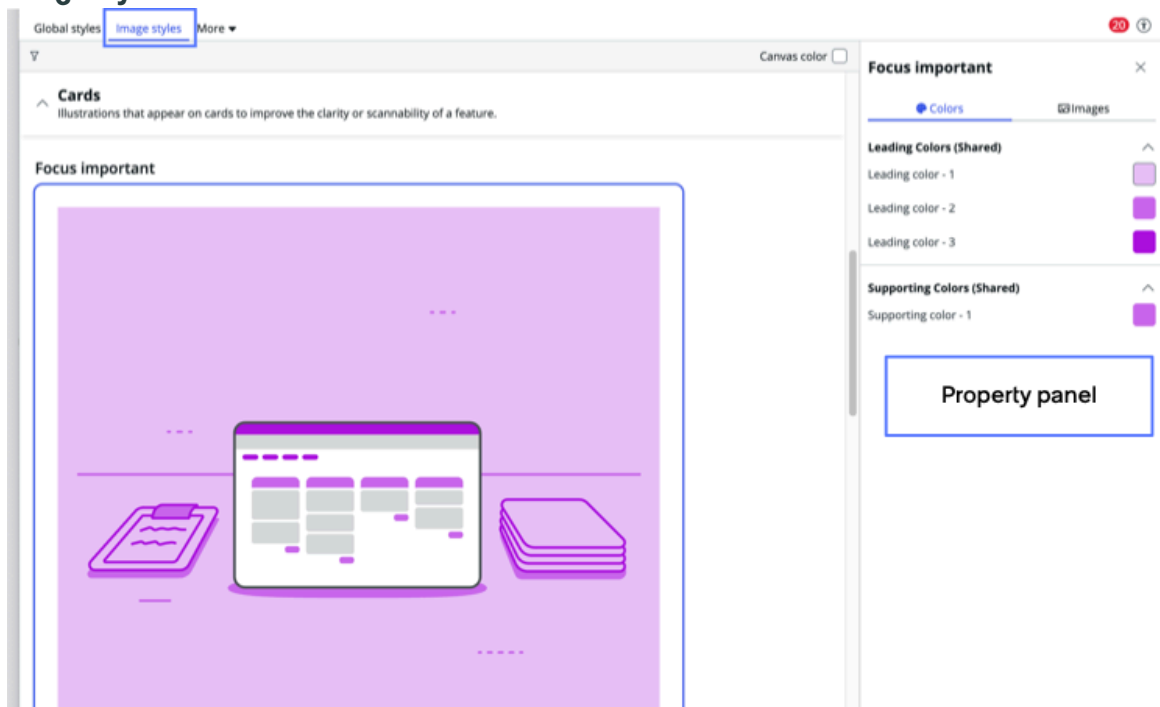 Global styles Image styles More
20
Canvas color
Cards
Illustrations that appear on cards to improve the clarity or scannability of a feature.
Focus important
Focus important
Colors Images
Leading Colors (Shared)
Leading color - 1
Leading color - 2
Leading color - 3
Supporting Colors (Shared)
Supporting color - 1
Property panel